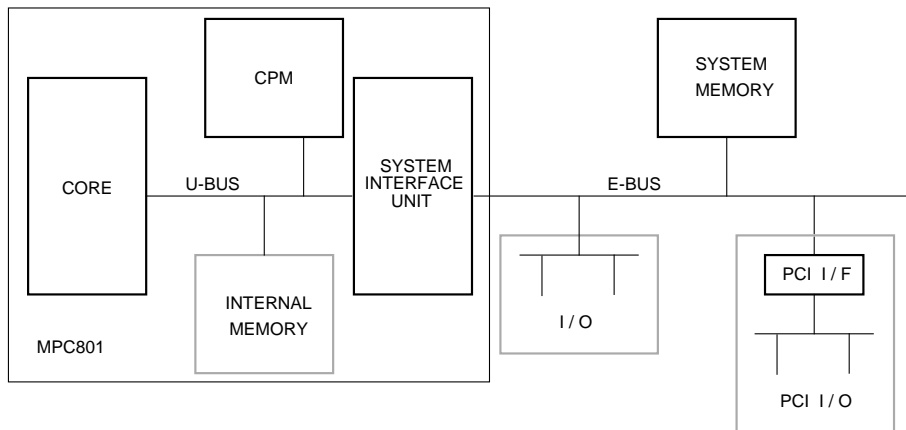 CPM
SYSTEM
MEMORY
CORE
U-BUS
SYSTEM
INTERFACE
UNIT
E-BUS
INTERNAL
MEMORY
I / O
PCI I / F
MPC801
PCI I / O